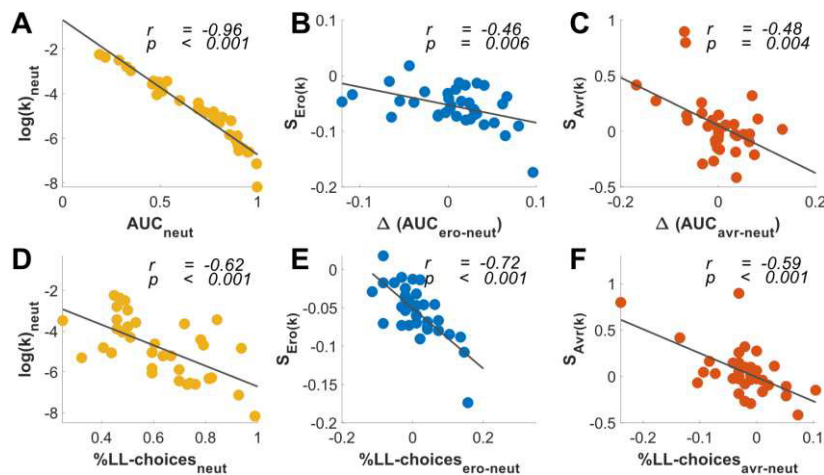 A
r = -0.96
p < 0.001
log(k)neut
-2
-4
-6
-8
0
0.5
1
AUCneut
B
r = -0.46
p = 0.006
SEro(k)
0.1
0
-0.1
-0.2
-0.1
0
0.1
Δ (AUCero-neut)
C
r = -0.48
p = 0.004
SAvr(k)
1
0.5
0
-0.5
-0.2
0
0.2
Δ (AUCavr-neut)
D
r = -0.62
p < 0.001
log(k)neut
-2
-4
-6
-8
0.4
0.6
0.8
1
%LL-choicesneut
E
r = -0.72
p < 0.001
SEro(k)
0
-0.05
-0.1
-0.15
-0.2
0
0.2
%LL-choicesero-neut
F
r = -0.59
p < 0.001
SAvr(k)
1
0.5
0
-0.5
-0.2
-0.1
0
0.1
%LL-choicesavr-neut